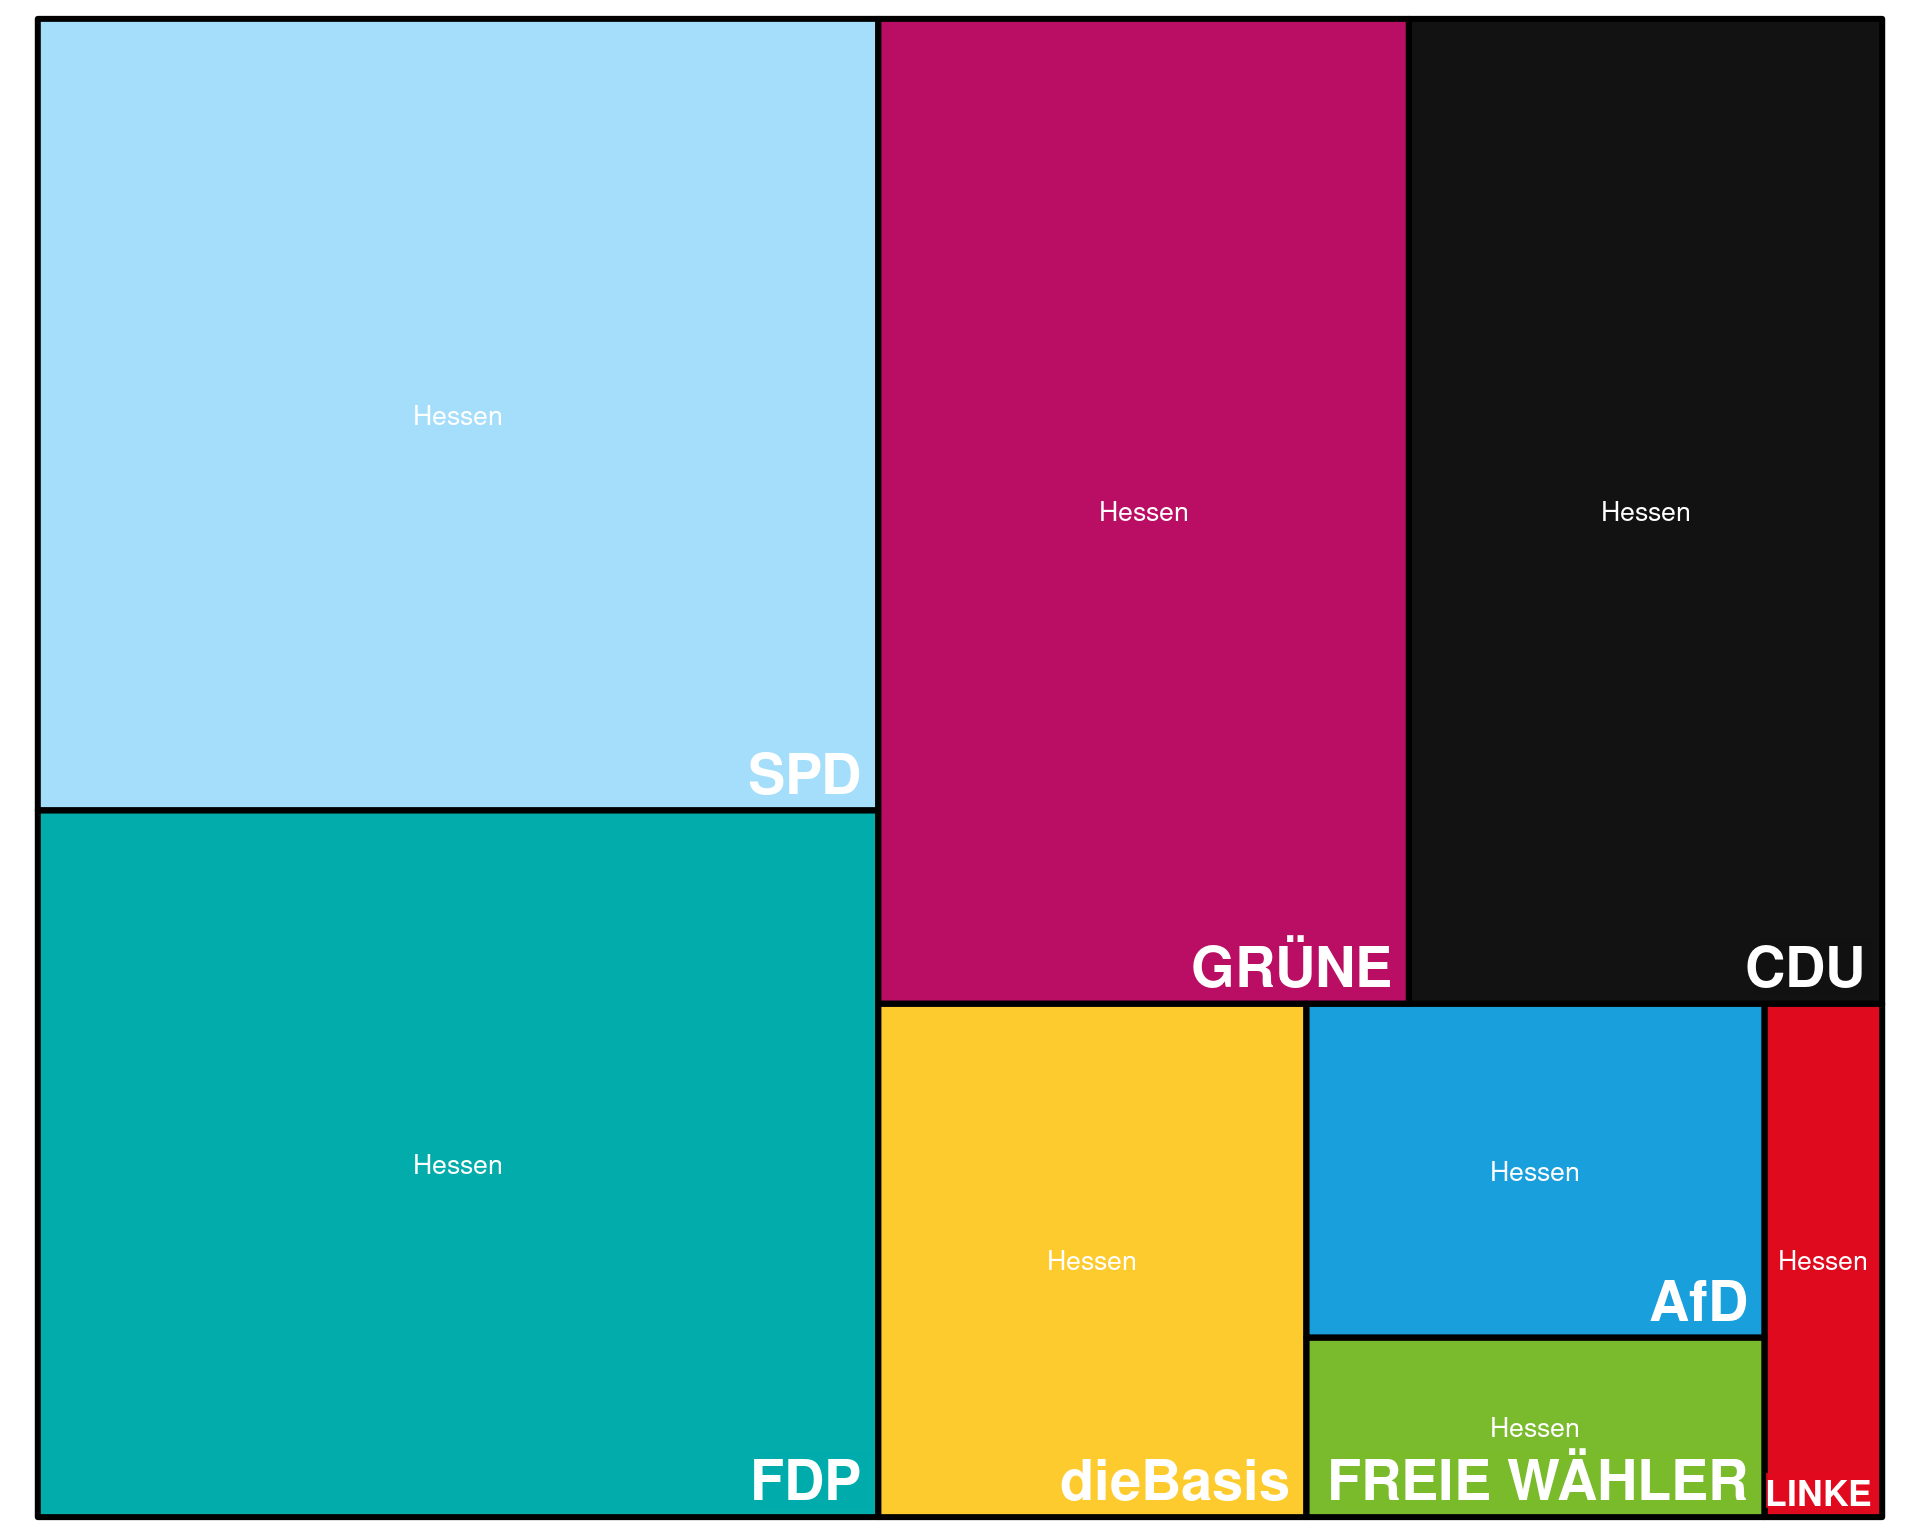 Hessen
SPD
Hessen
FDP
Hessen
GRÜNE
Hessen
CDU
Hessen
dieBasis
Hessen
AfD
Hessen
FREIE WÄHLER
Hessen
LINKE